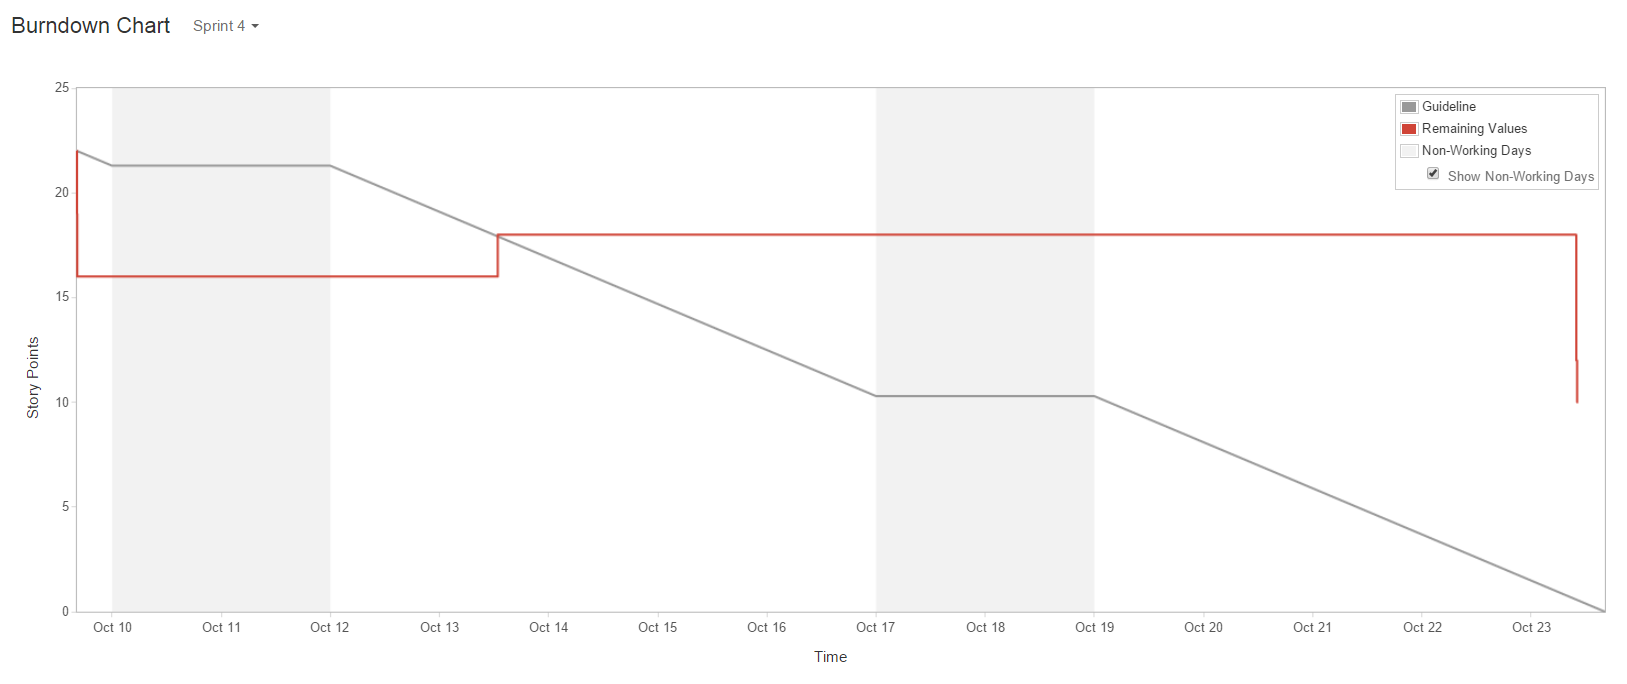 Burndown Chart Sprint 4
25
20
15
10
5
0
Story Points
Guideline
Remaining Values
Non-Working Days
Show Non-Working Days
Oct 10 Oct 11 Oct 12 Oct 13 Oct 14 Oct 15 Oct 16 Oct 17 Oct 18 Oct 19 Oct 20 Oct 21 Oct 22 Oct 23
Time